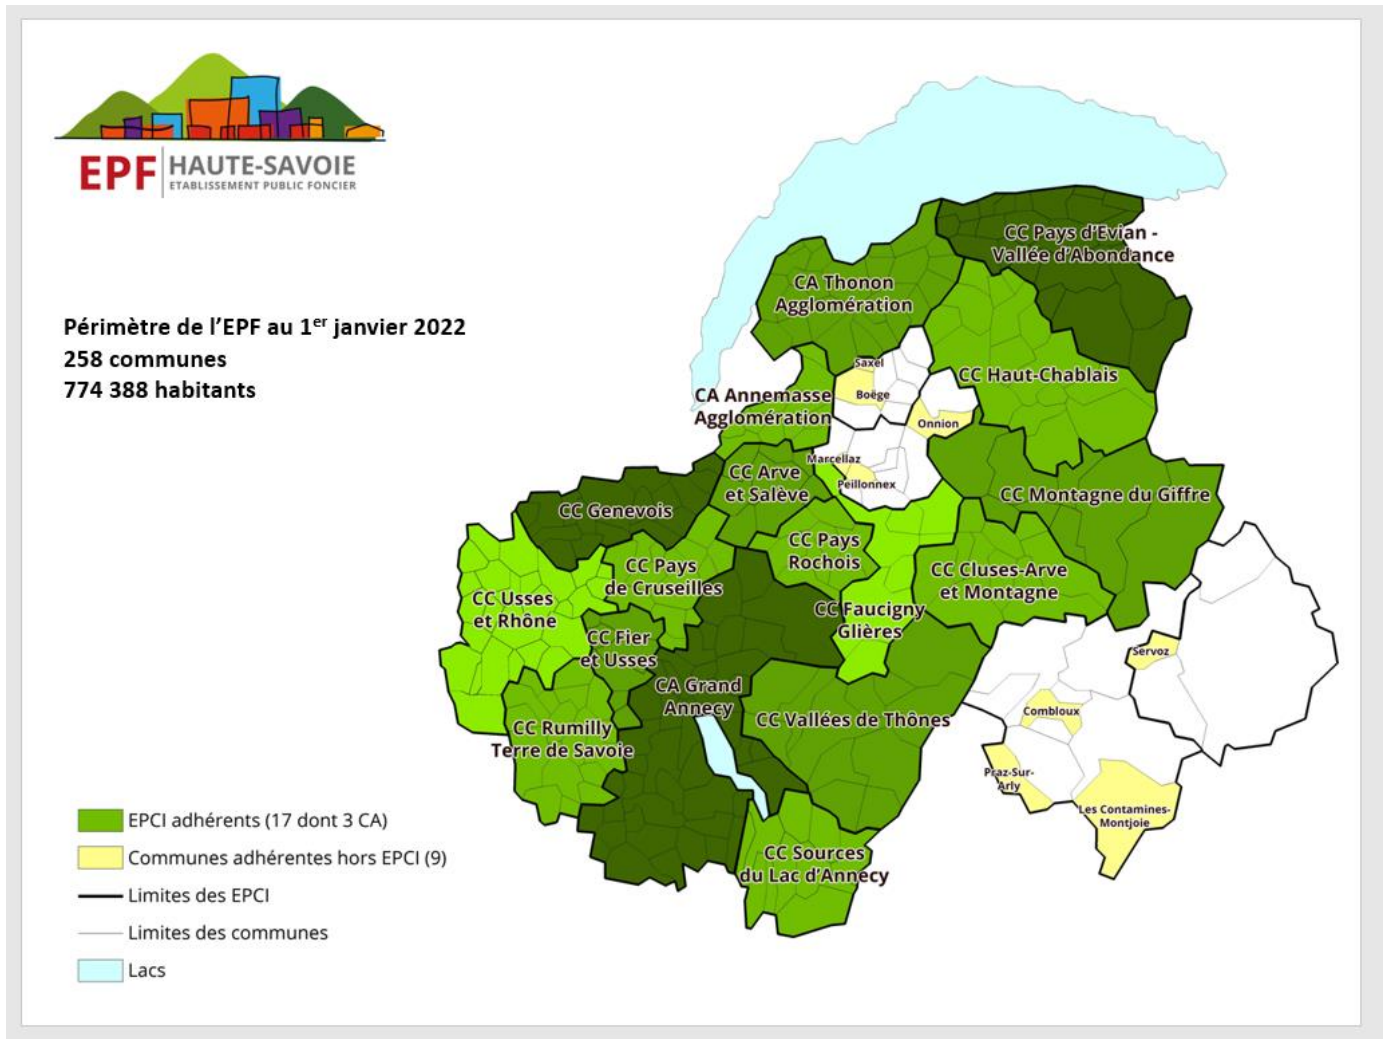 EPF HAUTE-SAVOIE
ETABLISSEMENT PUBLIC FONCIER
Périmètre de l'EPF au 1er janvier 2022
258 communes
774 388 habitants
CC Pays d'Evian -
Vallée d'Abondance
CA Thonon
Agglomération
Saxel
CC Haut-Chablais
CA Annemasse
Agglomération
Boëge
Onnion
Marcellaz
Peillonnex
CC Arve
et Salève
CC Montagne du Giffre
CC Genevois
CC Pays
Rochois
CC Pays
de Cruseilles
CC Cluses-Arve
et Montagne
CC Usses
et Rhône
CC Faucigny
Glières
CC Fier
et Usses
Servoz
CA Grand
Annecy
CC Vallées de Thônes
Combloux
CC Rumilly
Terre de Savoie
Praz-Sur-
Arly
Les Contamines-
Montjoie
CC Sources
du Lac d'Annecy
EPCI adhérents (17 dont 3 CA)
Communes adhérentes hors EPCI (9)
Limites des EPCI
Limites des communes
Lacs